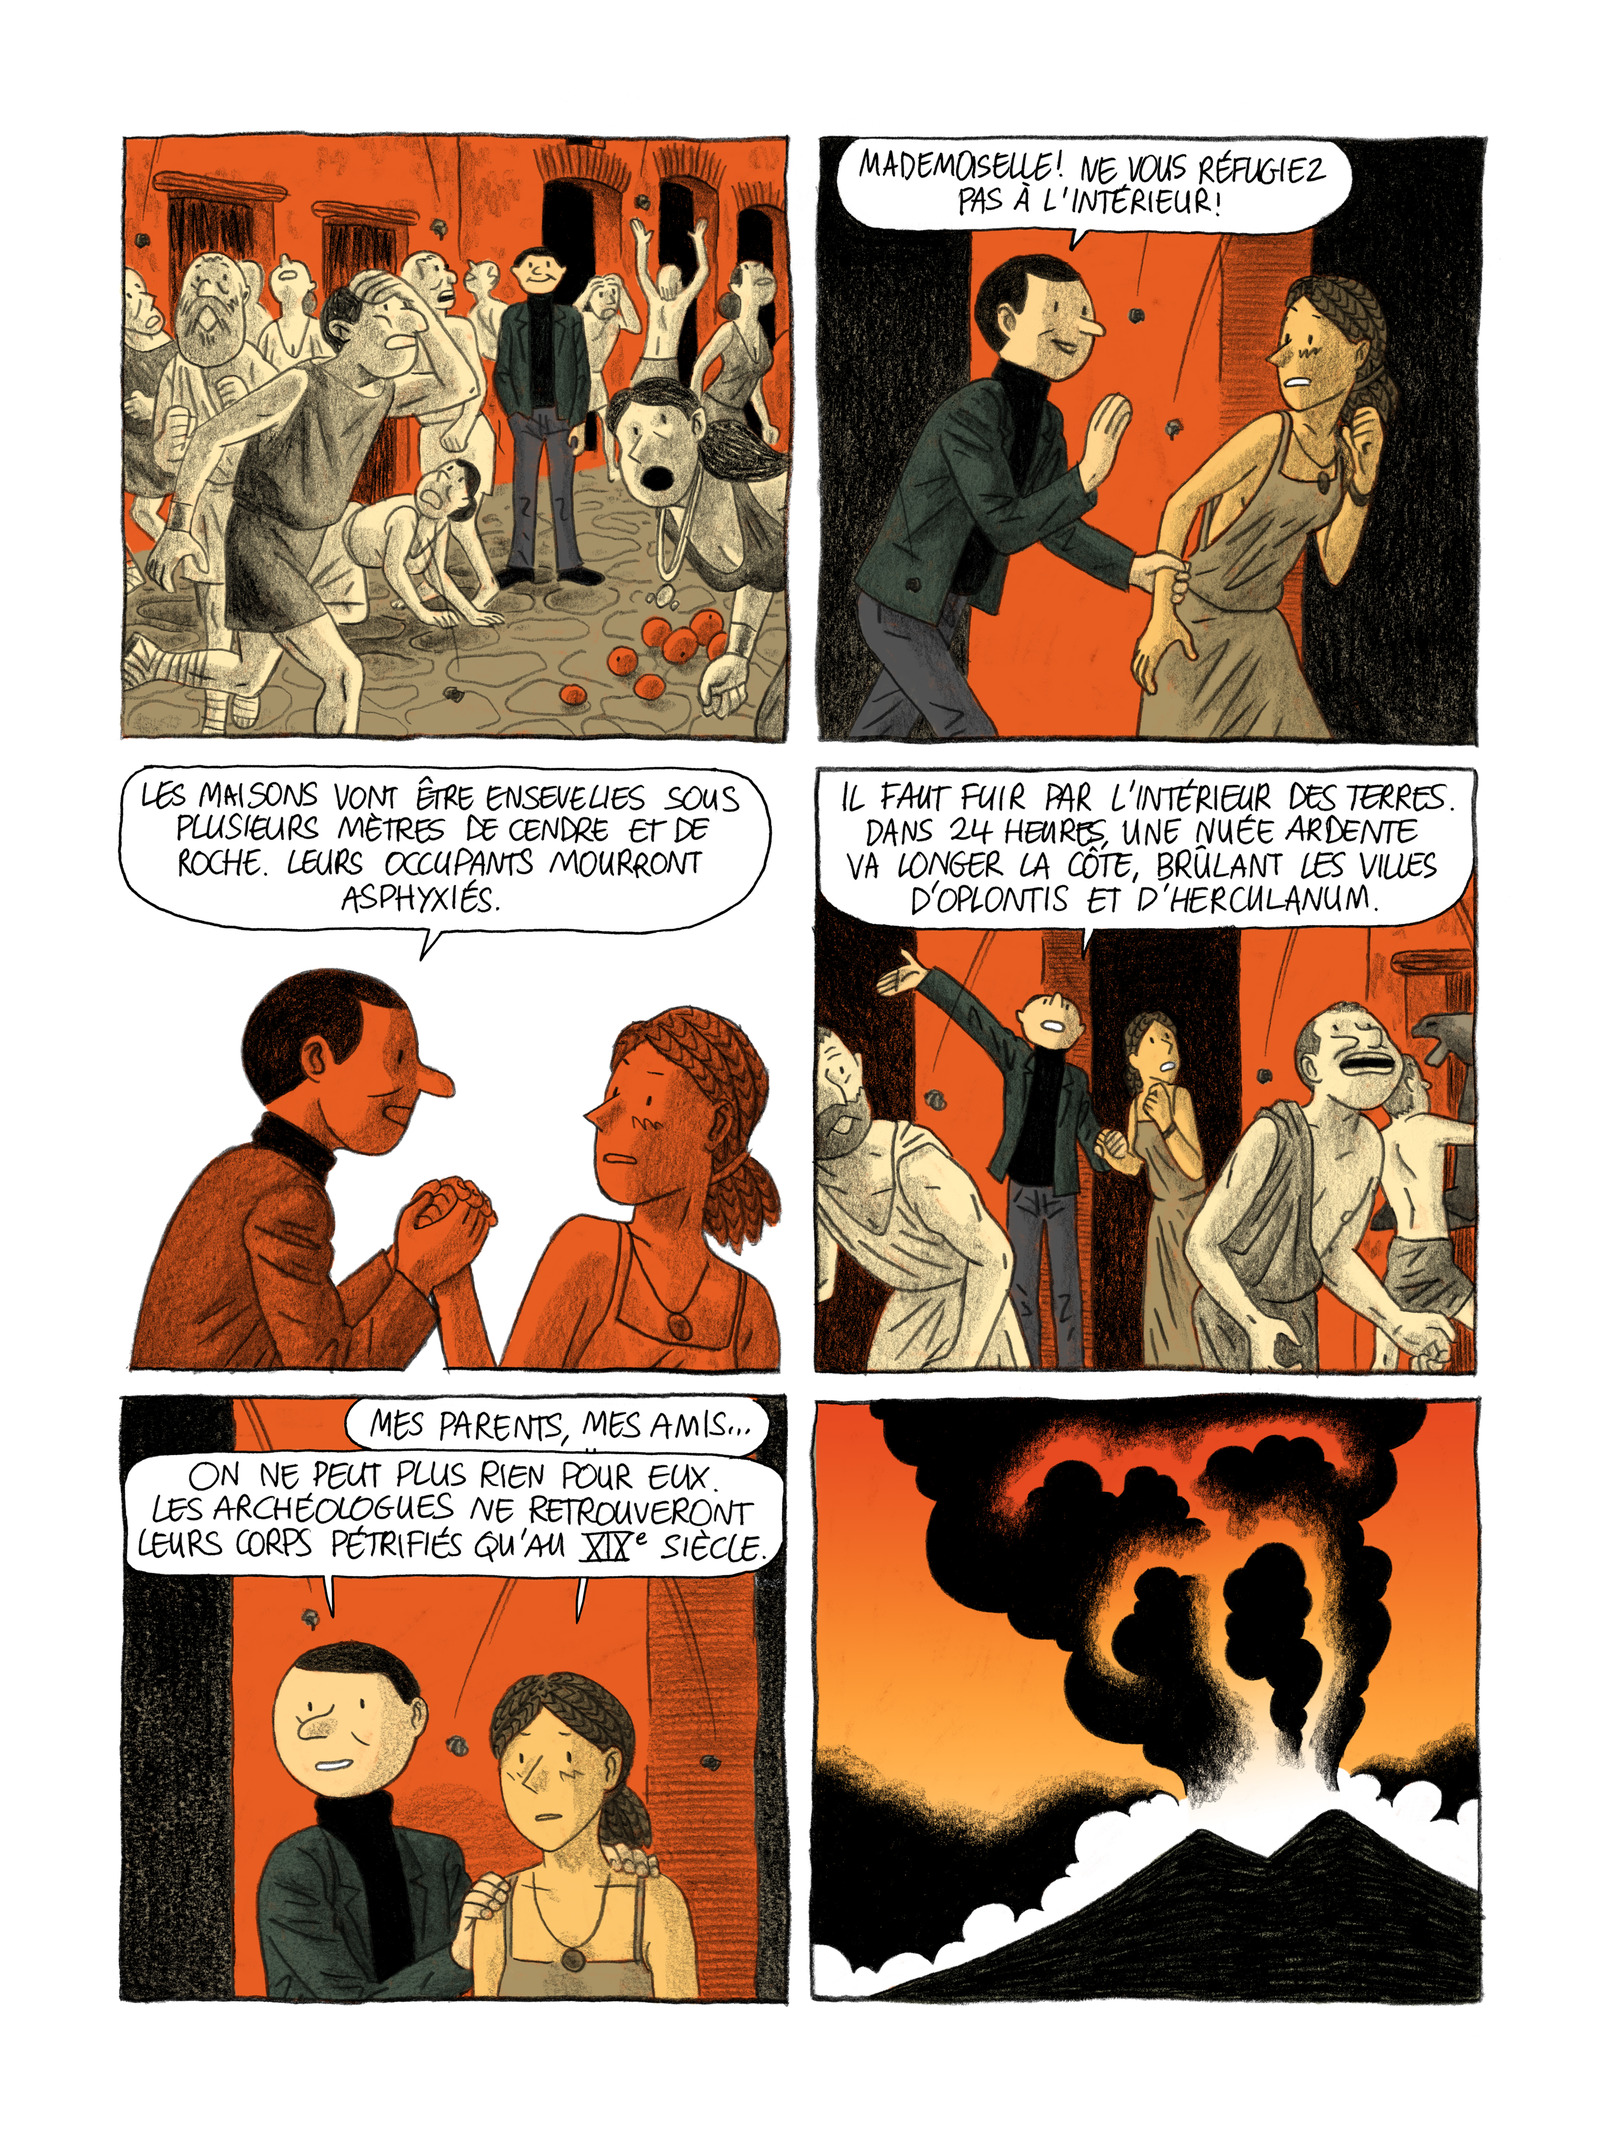 MADEMOISELLE! NE VOUS RÉFUGIEZ
PAS À L'INTÉRIEUR!
LES MAISONS VONT ÊTRE ENSEVELIES SOUS
PLUSIEURS MÈTRES DE CENDRE ET DE
ROCHE. LEURS OCCUPANTS MOURRONT
ASPHYXIÉS.
IL FAUT FUIR PAR L'INTÉRIEUR DES TERRES.
DANS 24 HEURES, UNE NUÉE ARDENTE
VA LONGER LA CÔTE, BRÛLANT LES VILLES
D'OPLONTIS ET D'HERCULANUM.
MES PARENTS, MES AMIS...
ON NE PEUT PLUS RIEN POUR EUX.
LES ARCHÉOLOGUES NE RETROUVERONT
LEURS CORPS PÉTRIFIÉS QU'AU XIXe SIÈCLE.